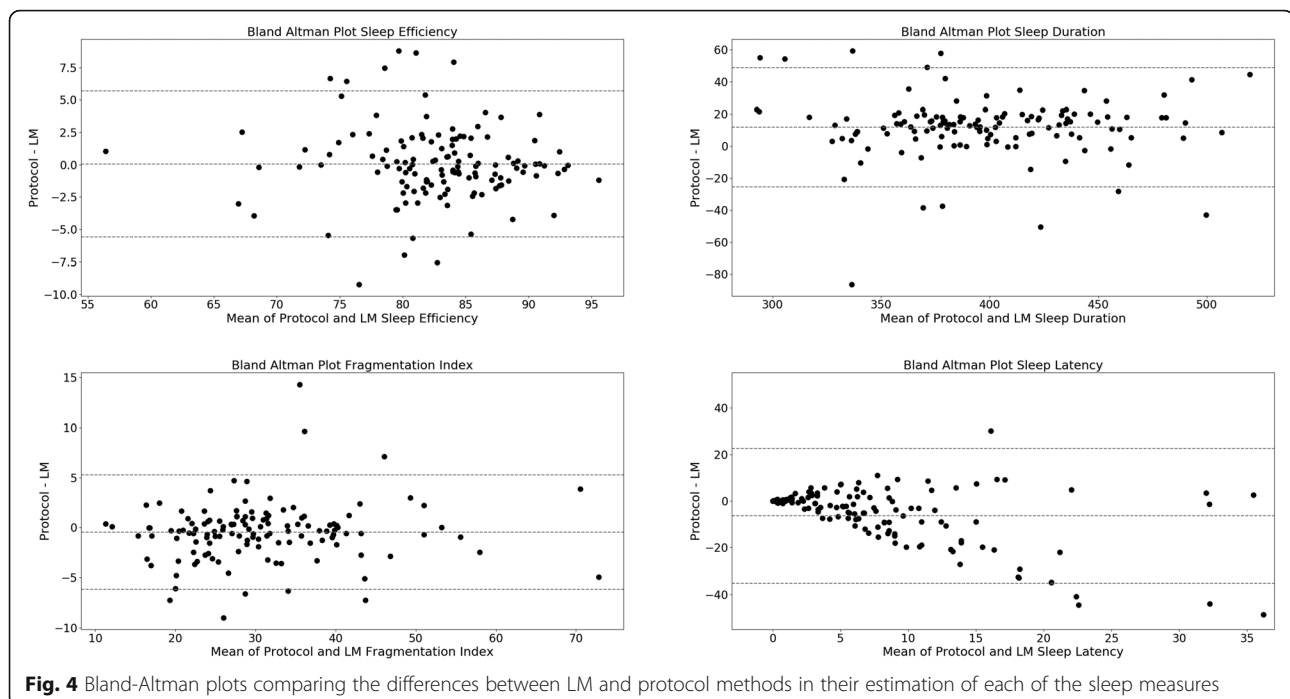 Bland Altman Plot Sleep Efficiency
7.5
5.0
2.5
0.0
−2.5
−5.0
−7.5
−10.0
Protocol - LM
55 60 65 70 75 80 85 90 95
Mean of Protocol and LM Sleep Efficiency
Bland Altman Plot Sleep Duration
60
40
20
0
−20
−40
−60
−80
Protocol - LM
300 350 400 450 500
Mean of Protocol and LM Sleep Duration
Bland Altman Plot Fragmentation Index
15
10
5
0
−5
−10
Protocol - LM
10 20 30 40 50 60 70
Mean of Protocol and LM Fragmentation Index
Bland Altman Plot Sleep Latency
40
20
0
−20
−40
Protocol - LM
0 5 10 15 20 25 30 35
Mean of Protocol and LM Sleep Latency
Fig. 4 Bland-Altman plots comparing the differences between LM and protocol methods in their estimation of each of the sleep measures